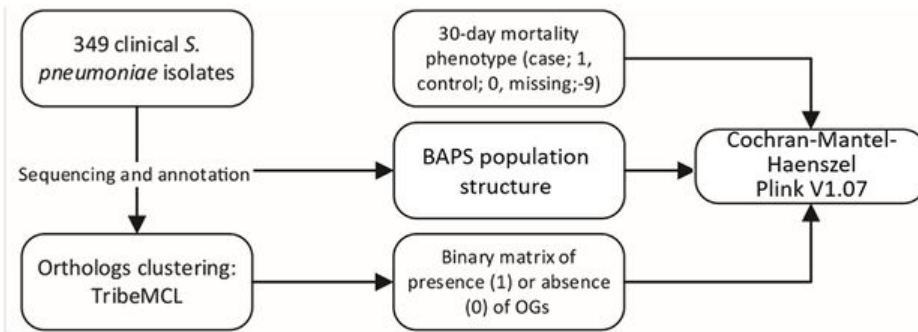 349 clinical S.
pneumoniae isolates
30-day mortality
phenotype (case; 1,
control; 0, missing;-9)
Sequencing and annotation
BAPS population
structure
Cochran-Mantel-
Haenszel
Plink V1.07
Orthologs clustering:
TribeMCL
Binary matrix of
presence (1) or absence
(0) of OGs